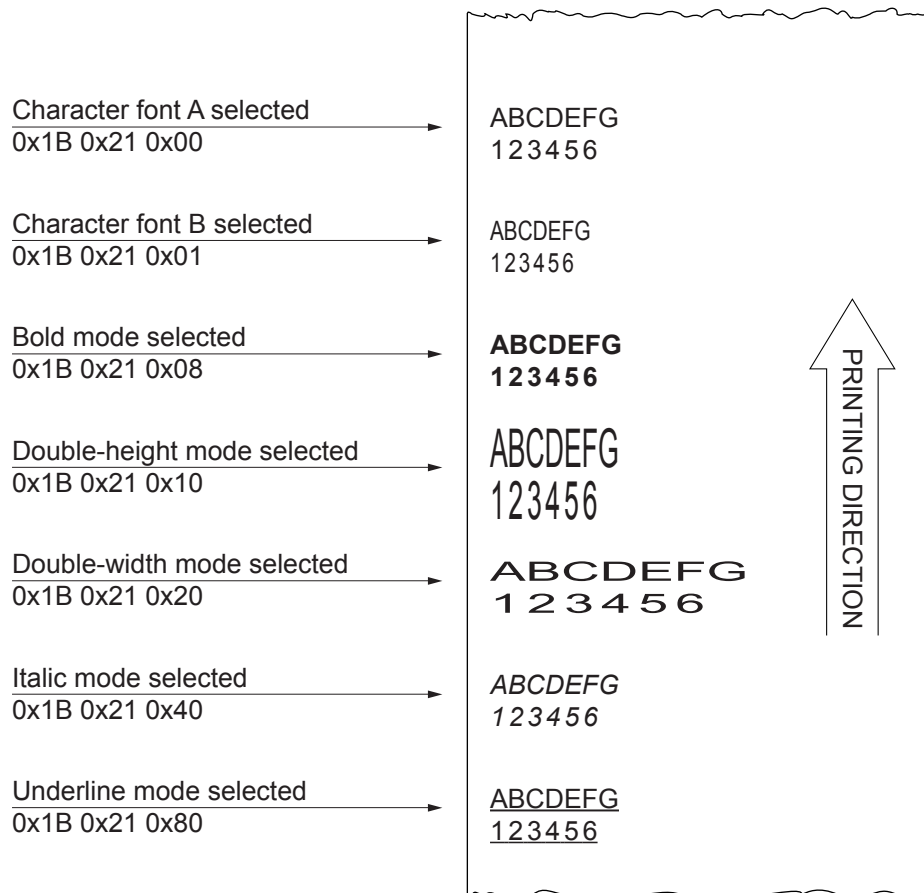 Character font A selected
0x1B 0x21 0x00
ABCDEFG
123456
Character font B selected
0x1B 0x21 0x01
ABCDEFG
123456
Bold mode selected
0x1B 0x21 0x08
ABCDEFG
123456
Double-height mode selected
0x1B 0x21 0x10
ABCDEFG
123456
Double-width mode selected
0x1B 0x21 0x20
ABCDEFG
123456
Italic mode selected
0x1B 0x21 0x40
ABCDEFG
123456
Underline mode selected
0x1B 0x21 0x80
ABCDEFG
123456
PRINTING DIRECTION